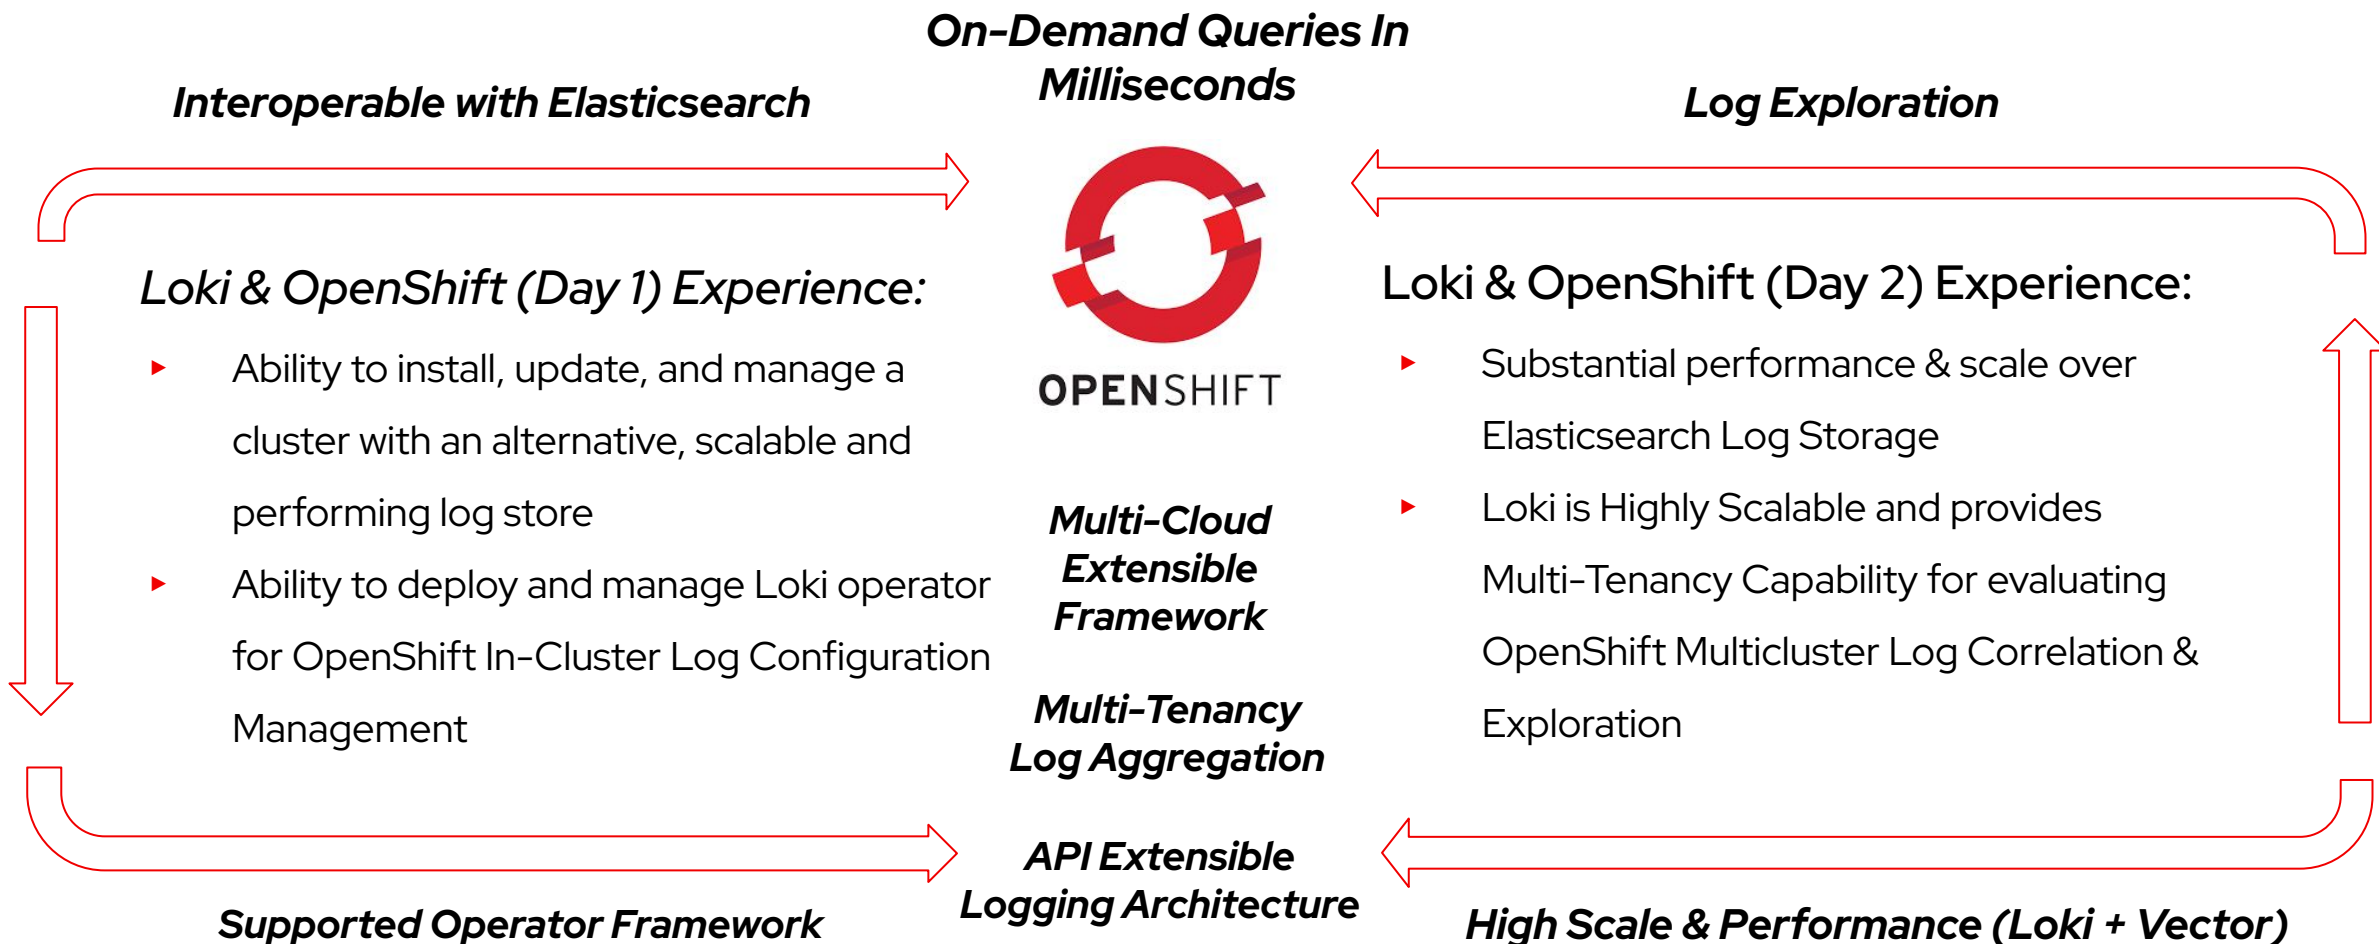 On-Demand Queries In
Milliseconds
Interoperable with Elasticsearch
Log Exploration
OPENSHIFT
Loki & OpenShift (Day 1) Experience:
▸ Ability to install, update, and manage a
cluster with an alternative, scalable and
performing log store
▸ Ability to deploy and manage Loki operator
for OpenShift In-Cluster Log Configuration
Management
Multi-Cloud
Extensible
Framework
Multi-Tenancy
Log Aggregation
API Extensible
Logging Architecture
Loki & OpenShift (Day 2) Experience:
▸ Substantial performance & scale over
Elasticsearch Log Storage
▸ Loki is Highly Scalable and provides
Multi-Tenancy Capability for evaluating
OpenShift Multicluster Log Correlation &
Exploration
Supported Operator Framework
High Scale & Performance (Loki + Vector)